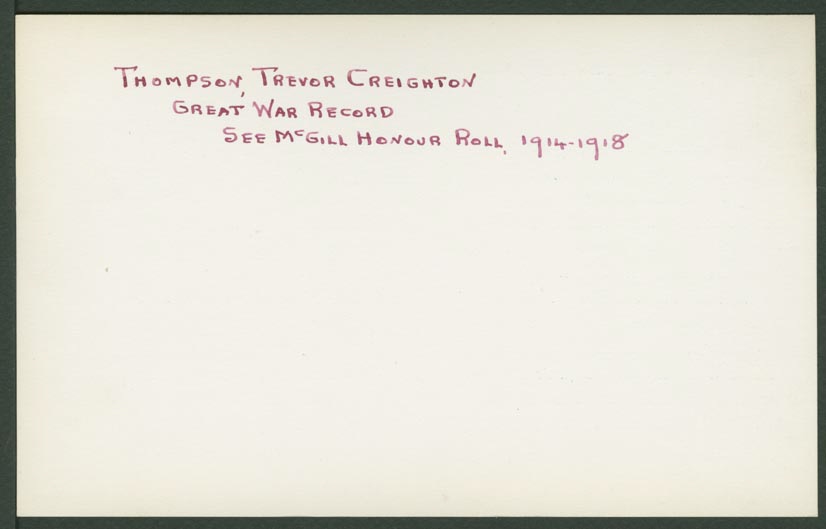 THOMPSON, TREVOR CREIGHTON
GREAT WAR RECORD
SEE McGILL HONOUR ROLL, 1914-1918